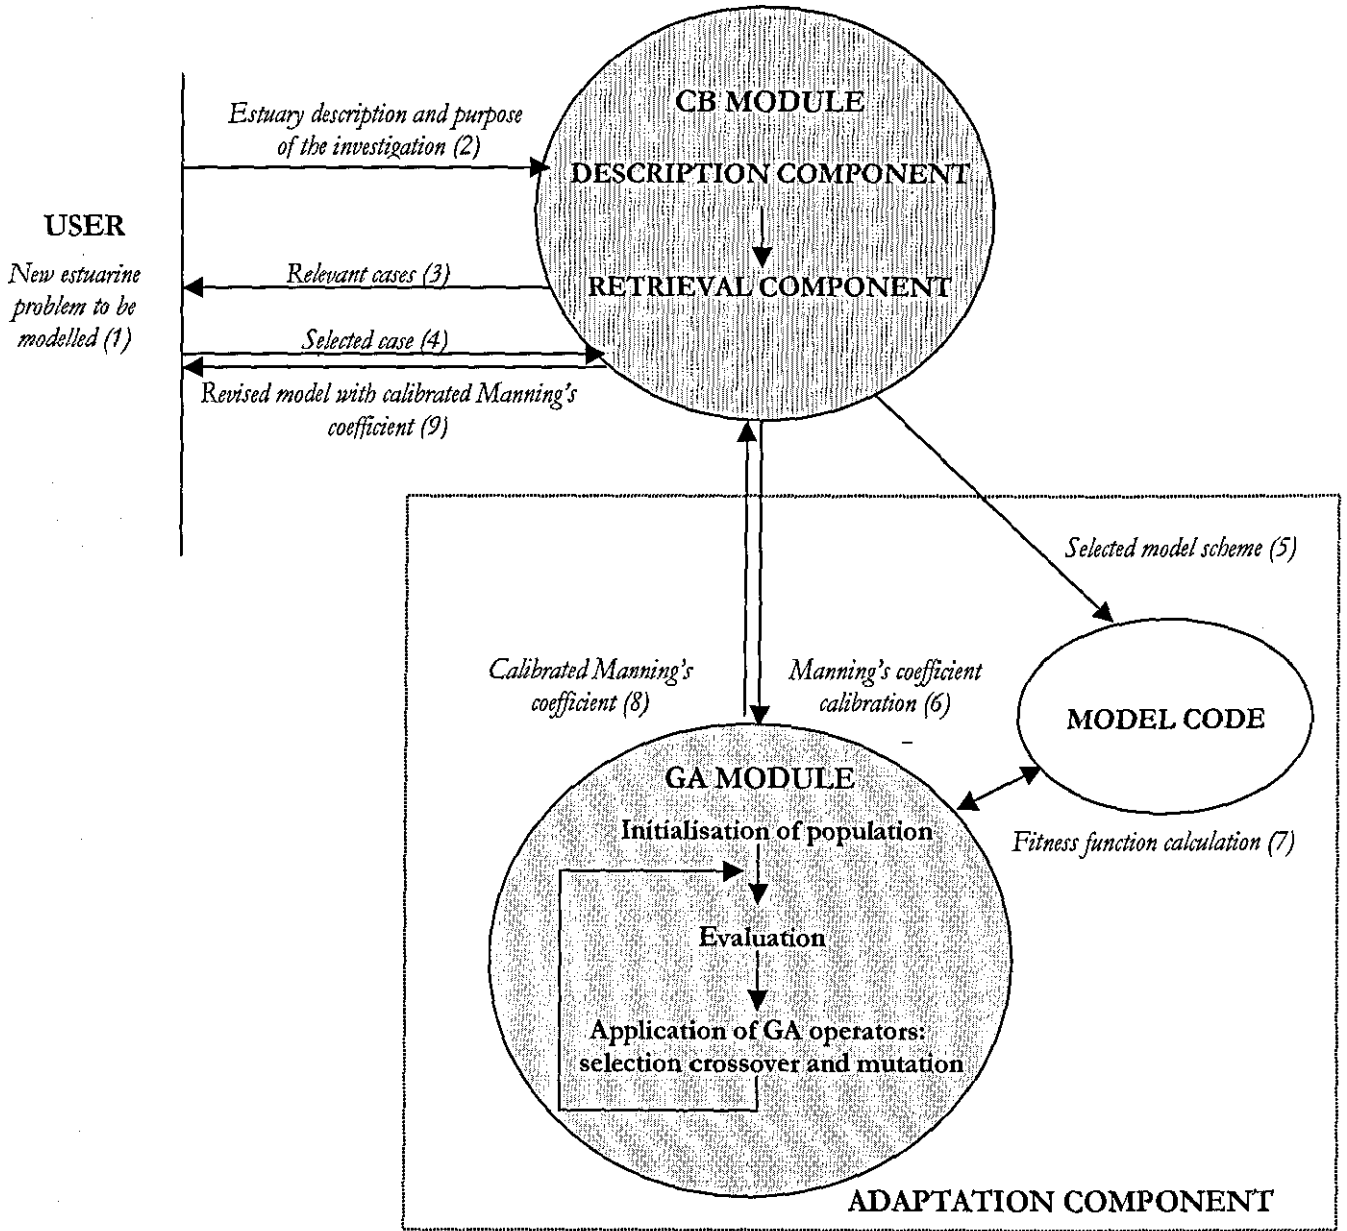 CB MODULE
DESCRIPTION COMPONENT
RETRIEVAL COMPONENT
Estuary description and purpose
of the investigation (2)
USER
New estuarine
problem to be
modelled (1)
Relevant cases (3)
Selected case (4)
Revised model with calibrated Manning's
coefficient (9)
Selected model scheme (5)
Calibrated Manning's
coefficient (8)
Manning's coefficient
calibration (6)
MODEL CODE
GA MODULE
Initialisation of population
Fitness function calculation (7)
Evaluation
Application of GA operators:
selection crossover and mutation
ADAPTATION COMPONENT